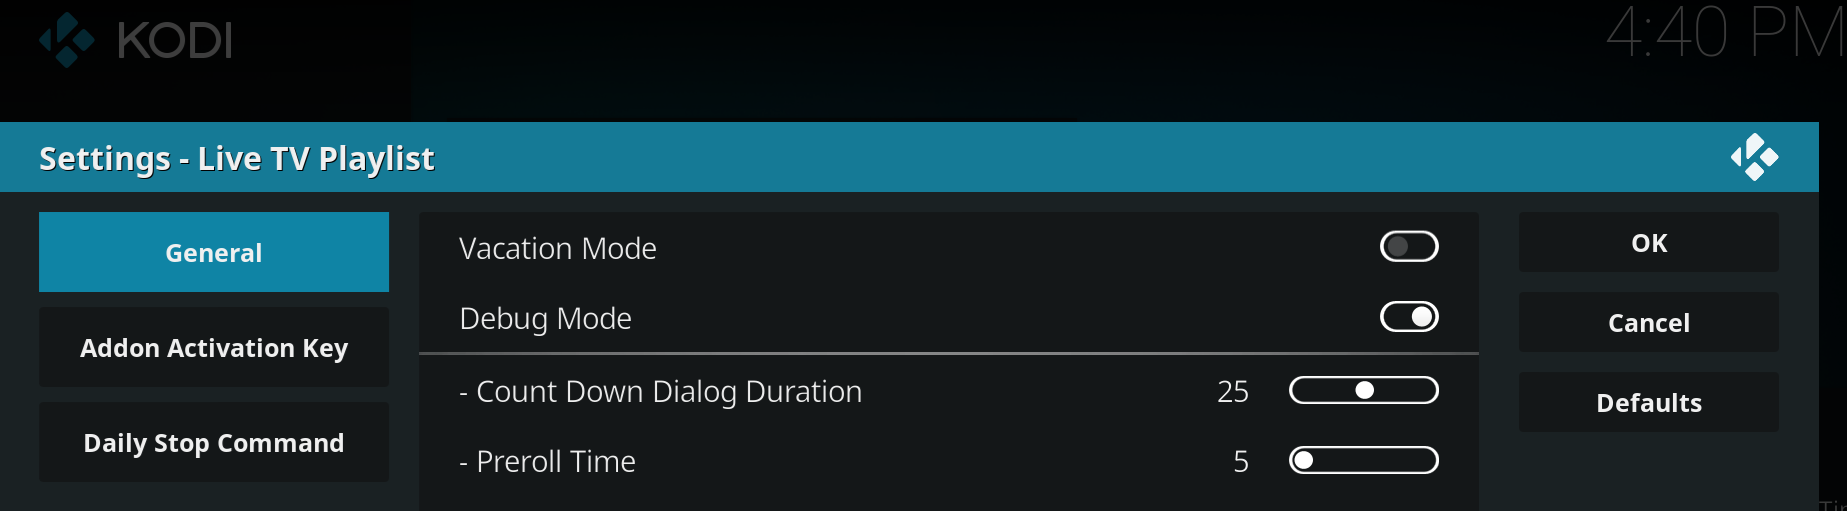 KODI
4:40 PM
Settings - Live TV Playlist
General
Addon Activation Key
Daily Stop Command
Vacation Mode
Debug Mode
- Count Down Dialog Duration 25
- Preroll Time 5
OK
Cancel
Defaults